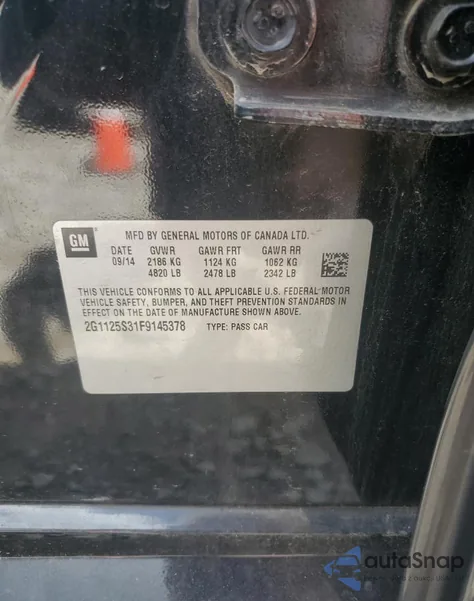 GM
MFD BY GENERAL MOTORS OF CANADA LTD.
DATE GVWR GAWR FRT GAWR RR
09/14 2186 KG 1124 KG 1062 KG
4820 LB 2478 LB 2342 LB
THIS VEHICLE CONFORMS TO ALL APPLICABLE U.S. FEDERAL MOTOR
VEHICLE SAFETY, BUMPER, AND THEFT PREVENTION STANDARDS IN
EFFECT ON THE DATE OF MANUFACTURE SHOWN ABOVE.
2G1125S31F9145378 TYPE: PASS CAR
autoSnap